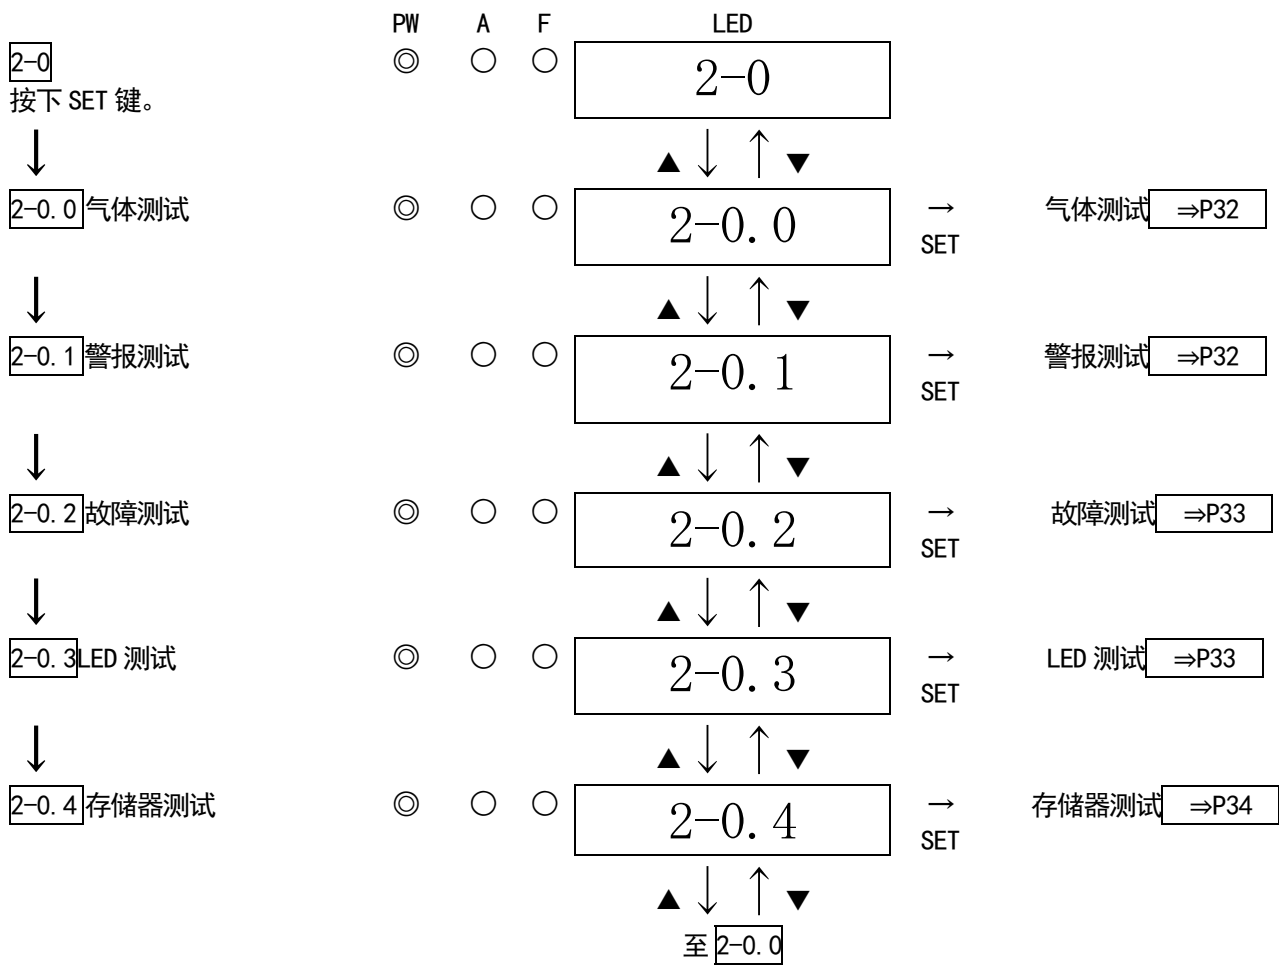 PW A F LED
2-0 ◎ ○ ○ 2-0
按下 SET 键。
↓ ▲ ↓ ↑ ▼
2-0.0 气体测试 ◎ ○ ○ 2-0.0 → 气体测试 ⇒P32
SET
↓ ▲ ↓ ↑ ▼
2-0.1 警报测试 ◎ ○ ○ 2-0.1 → 警报测试 ⇒P32
SET
↓ ▲ ↓ ↑ ▼
2-0.2 故障测试 ◎ ○ ○ 2-0.2 → 故障测试 ⇒P33
SET
↓ ▲ ↓ ↑ ▼
2-0.3 LED 测试 ◎ ○ ○ 2-0.3 → LED 测试 ⇒P33
SET
↓ ▲ ↓ ↑ ▼
2-0.4 存储器测试 ◎ ○ ○ 2-0.4 → 存储器测试 ⇒P34
SET
▲ ↓ ↑ ▼
至 2-0.0